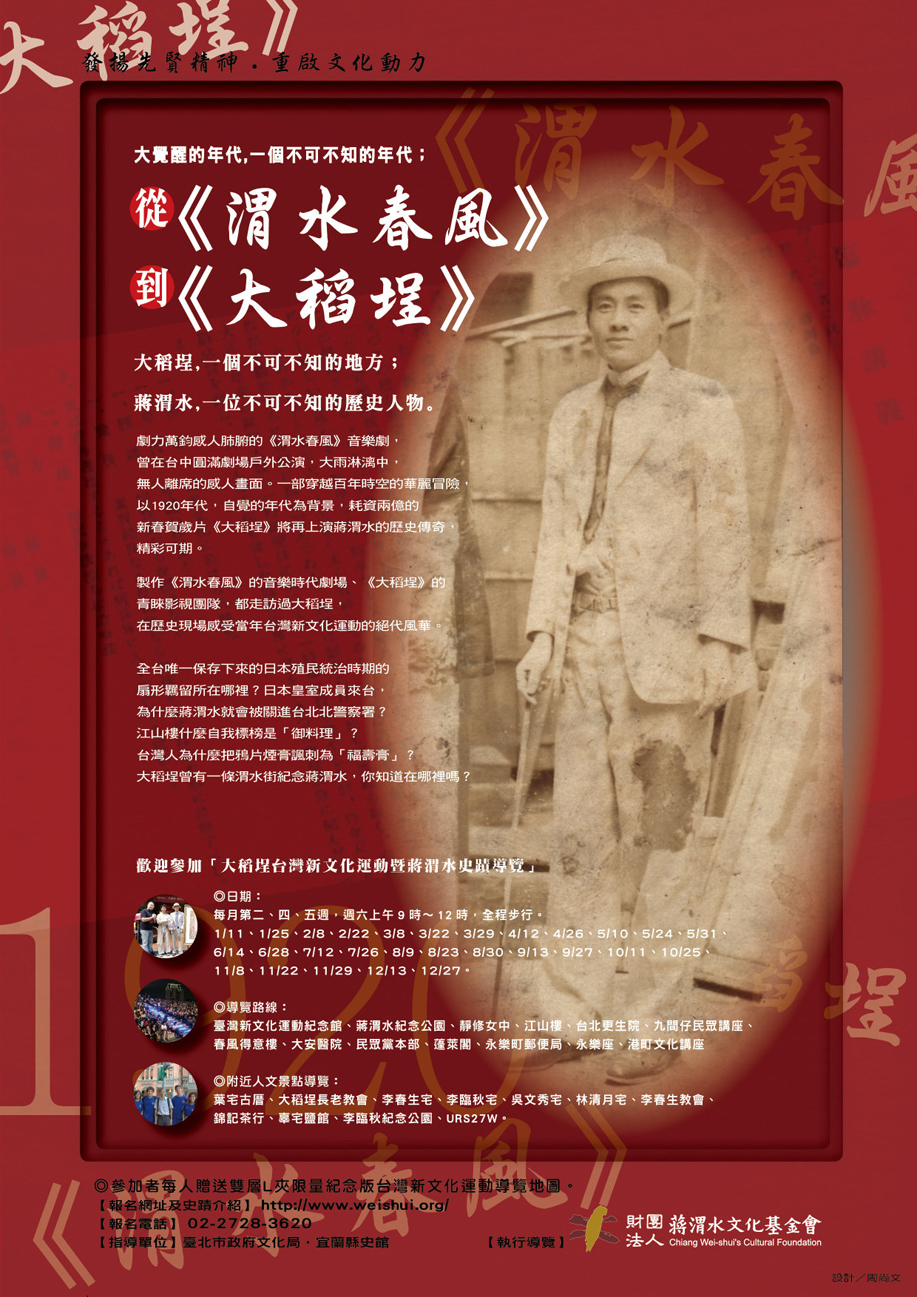 大稻埕》
發揚先賢精神．重啟文化動力
《渭水春風
大覺醒的年代,一個不可不知的年代；
從《渭水春風》
到《大稻埕》
大稻埕,一個不可不知的地方；
蔣渭水,一位不可不知的歷史人物。
劇力萬鈞感人肺腑的《渭水春風》音樂劇，
曾在台中圓滿劇場戶外公演，大雨淋漓中，
無人離席的感人畫面。一部穿越百年時空的華麗冒險，
以1920年代，自覺的年代為背景，耗資兩億的
新春賀歲片《大稻埕》將再上演蔣渭水的歷史傳奇，
精彩可期。
製作《渭水春風》的音樂時代劇場、《大稻埕》的
青睞影視團隊，都走訪過大稻埕，
在歷史現場感受當年台灣新文化運動的絕代風華。
全台唯一保存下來的日本殖民統治時期的
扇形羈留所在哪裡？日本皇室成員來台，
為什麼蔣渭水就會被關進台北北警察署？
江山樓什麼自我標榜是「御料理」？
台灣人為什麼把鴉片煙膏諷刺為「福壽膏」？
大稻埕曾有一條渭水街紀念蔣渭水，你知道在哪裡嗎？
歡迎參加「大稻埕台灣新文化運動暨蔣渭水史蹟導覽」
◎日期：
每月第二、四、五週，週六上午9時～12時，全程步行。
1/11、1/25、2/8、2/22、3/8、3/22、3/29、4/12、4/26、5/10、5/24、5/31、
6/14、6/28、7/12、7/26、8/9、8/23、8/30、9/13、9/27、10/11、10/25、
11/8、11/22、11/29、12/13、12/27。
◎導覽路線：
臺灣新文化運動紀念館、蔣渭水紀念公園、靜修女中、江山樓、台北更生院、九間仔民眾講座、
春風得意樓、大安醫院、民眾黨本部、蓬萊閣、永樂町郵便局、永樂座、港町文化講座
◎附近人文景點導覽：
葉宅古厝、大稻埕長老教會、李春生宅、李臨秋宅、吳文秀宅、林清月宅、李春生教會、
錦記茶行、辜宅鹽館、李臨秋紀念公園、URS27W。
稻埕
1920
《渭水春風》
◎參加者每人贈送雙層L夾限量紀念版台灣新文化運動導覽地圖。
【報名網址及史蹟介紹】http://www.weishui.org/
【報名電話】02-2728-3620
【指導單位】臺北市政府文化局．宜蘭縣史館
【執行導覽】
財團法人 蔣渭水文化基金會
Chiang Wei-shui's Cultural Foundation
設計／周尚文